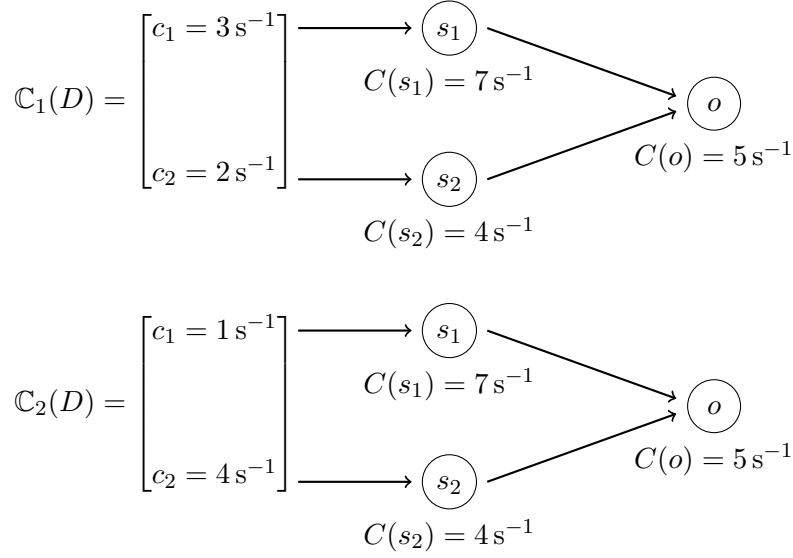 c₁ = 3 s⁻¹
s₁
C(s₁) = 7 s⁻¹
ℂ₁(D) =
o
C(o) = 5 s⁻¹
c₂ = 2 s⁻¹
s₂
C(s₂) = 4 s⁻¹
c₁ = 1 s⁻¹
s₁
C(s₁) = 7 s⁻¹
ℂ₂(D) =
o
C(o) = 5 s⁻¹
c₂ = 4 s⁻¹
s₂
C(s₂) = 4 s⁻¹